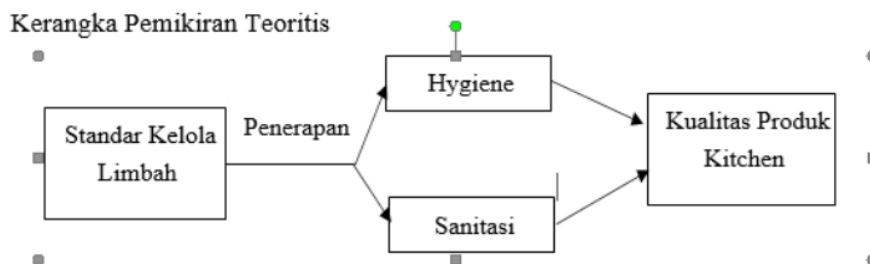 Kerangka Pemikiran Teoritis
Standar Kelola
Limbah
Penerapan
Hygiene
Sanitasi
Kualitas Produk
Kitchen